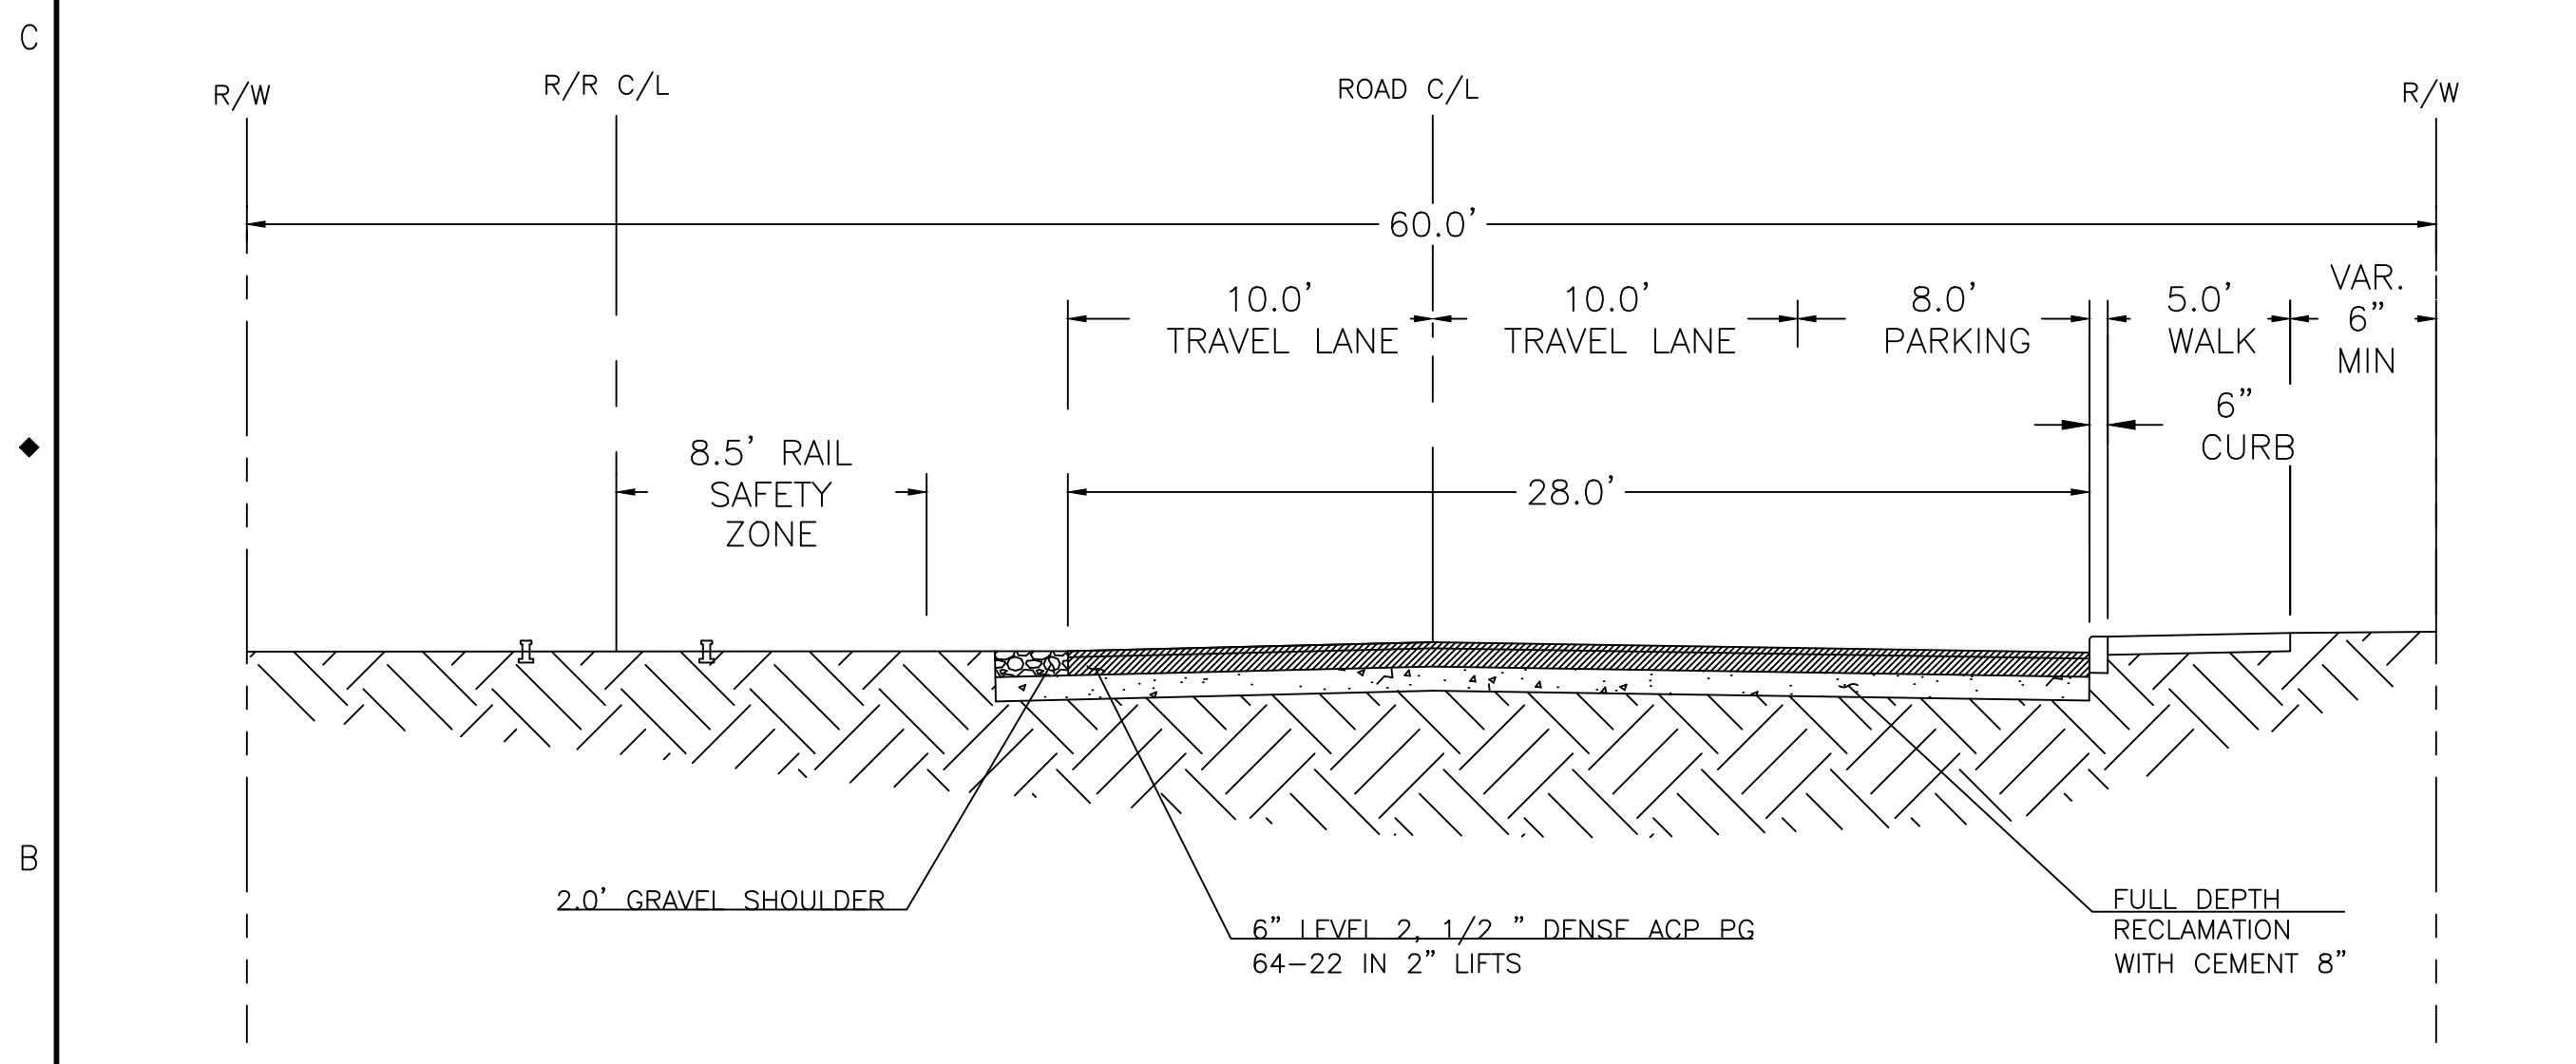 C
R/W
R/R C/L
ROAD C/L
R/W
60.0'
10.0'
TRAVEL LANE
10.0'
TRAVEL LANE
8.0'
PARKING
5.0'
WALK
VAR.
6"
MIN
6"
CURB
8.5' RAIL
SAFETY
ZONE
28.0'
B
2.0' GRAVEL SHOULDER
6" LEVEL 2, 1/2 " DENSE ACP PG
64-22 IN 2" LIFTS
FULL DEPTH
RECLAMATION
WITH CEMENT 8"